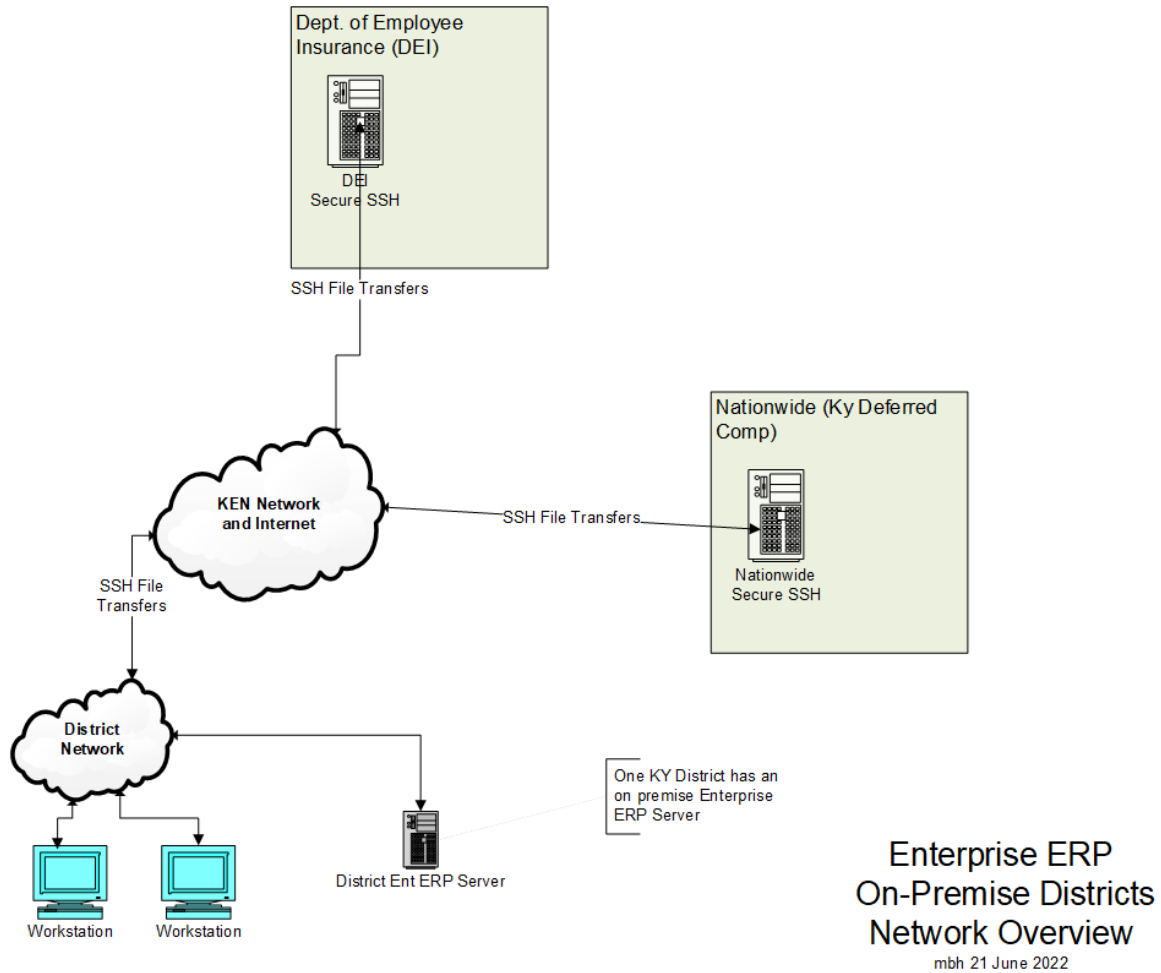 Dept. of Employee
Insurance (DEI)
DEI
Secure SSH
SSH File Transfers
Nationwide (Ky Deferred
Comp)
KEN Network
and Internet
SSH File Transfers
Nationwide
Secure SSH
SSH File
Transfers
District
Network
One KY District has an
on premise Enterprise
ERP Server
District Ent ERP Server
Workstation
Workstation
Enterprise ERP
On-Premise Districts
Network Overview
mbh 21 June 2022